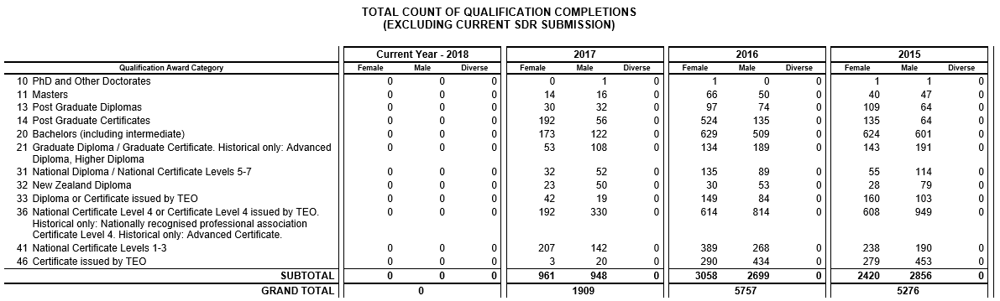 TOTAL COUNT OF QUALIFICATION COMPLETIONS
(EXCLUDING CURRENT SDR SUBMISSION)
Current Year - 2018 2017 2016 2015
Qualification Award Category Female Male Diverse Female Male Diverse Female Male Diverse Female Male Diverse
10 PhD and Other Doctorates 0 0 0 0 1 0 1 0 0 1 1 0
11 Masters 0 0 0 14 16 0 66 50 0 40 47 0
13 Post Graduate Diplomas 0 0 0 30 32 0 97 74 0 109 64 0
14 Post Graduate Certificates 0 0 0 192 56 0 524 135 0 135 64 0
20 Bachelors (including intermediate) 0 0 0 173 122 0 629 509 0 624 601 0
21 Graduate Diploma / Graduate Certificate. Historical only: Advanced 0 0 0 53 108 0 134 189 0 143 191 0
Diploma, Higher Diploma
31 National Diploma / National Certificate Levels 5-7 0 0 0 32 52 0 135 89 0 55 114 0
32 New Zealand Diploma 0 0 0 23 50 0 30 53 0 28 79 0
33 Diploma or Certificate issued by TEO 0 0 0 42 19 0 149 84 0 160 103 0
36 National Certificate Level 4 or Certificate Level 4 issued by TEO. 0 0 0 192 330 0 614 814 0 608 949 0
Historical only: Nationally recognised professional association
Certificate Level 4. Historical only: Advanced Certificate.
41 National Certificate Levels 1-3 0 0 0 207 142 0 389 268 0 238 190 0
46 Certificate issued by TEO 0 0 0 3 20 0 290 434 0 279 453 0
SUBTOTAL 0 0 0 961 948 0 3058 2699 0 2420 2856 0
GRAND TOTAL 0 1909 5757 5276